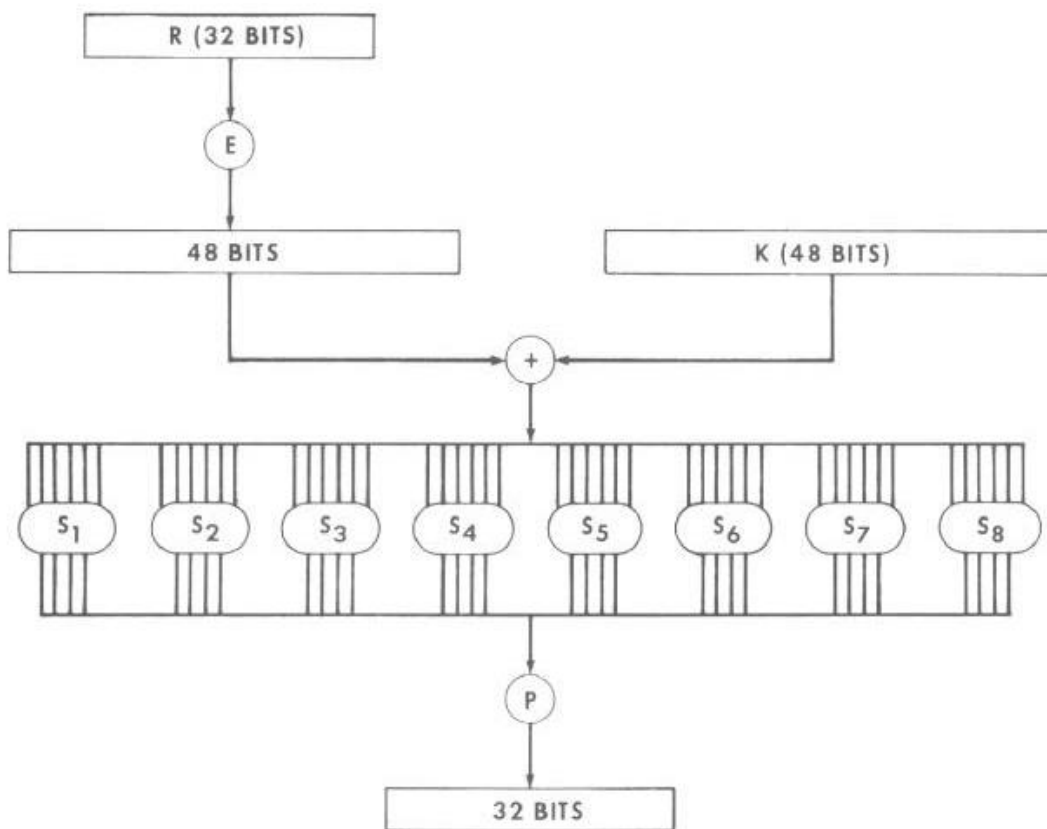 R (32 BITS)
E
48 BITS
K (48 BITS)
+
S1 S2 S3 S4 S5 S6 S7 S8
P
32 BITS